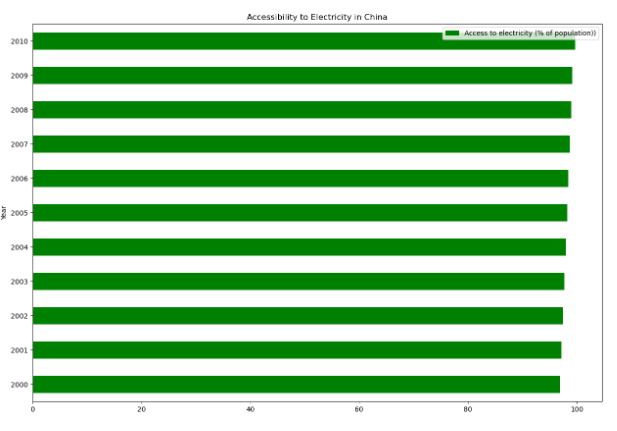 Accessibility to Electricity in China
Access to electricity (% of population))
Year
2010
2009
2008
2007
2006
2005
2004
2003
2002
2001
2000
0 20 40 60 80 100